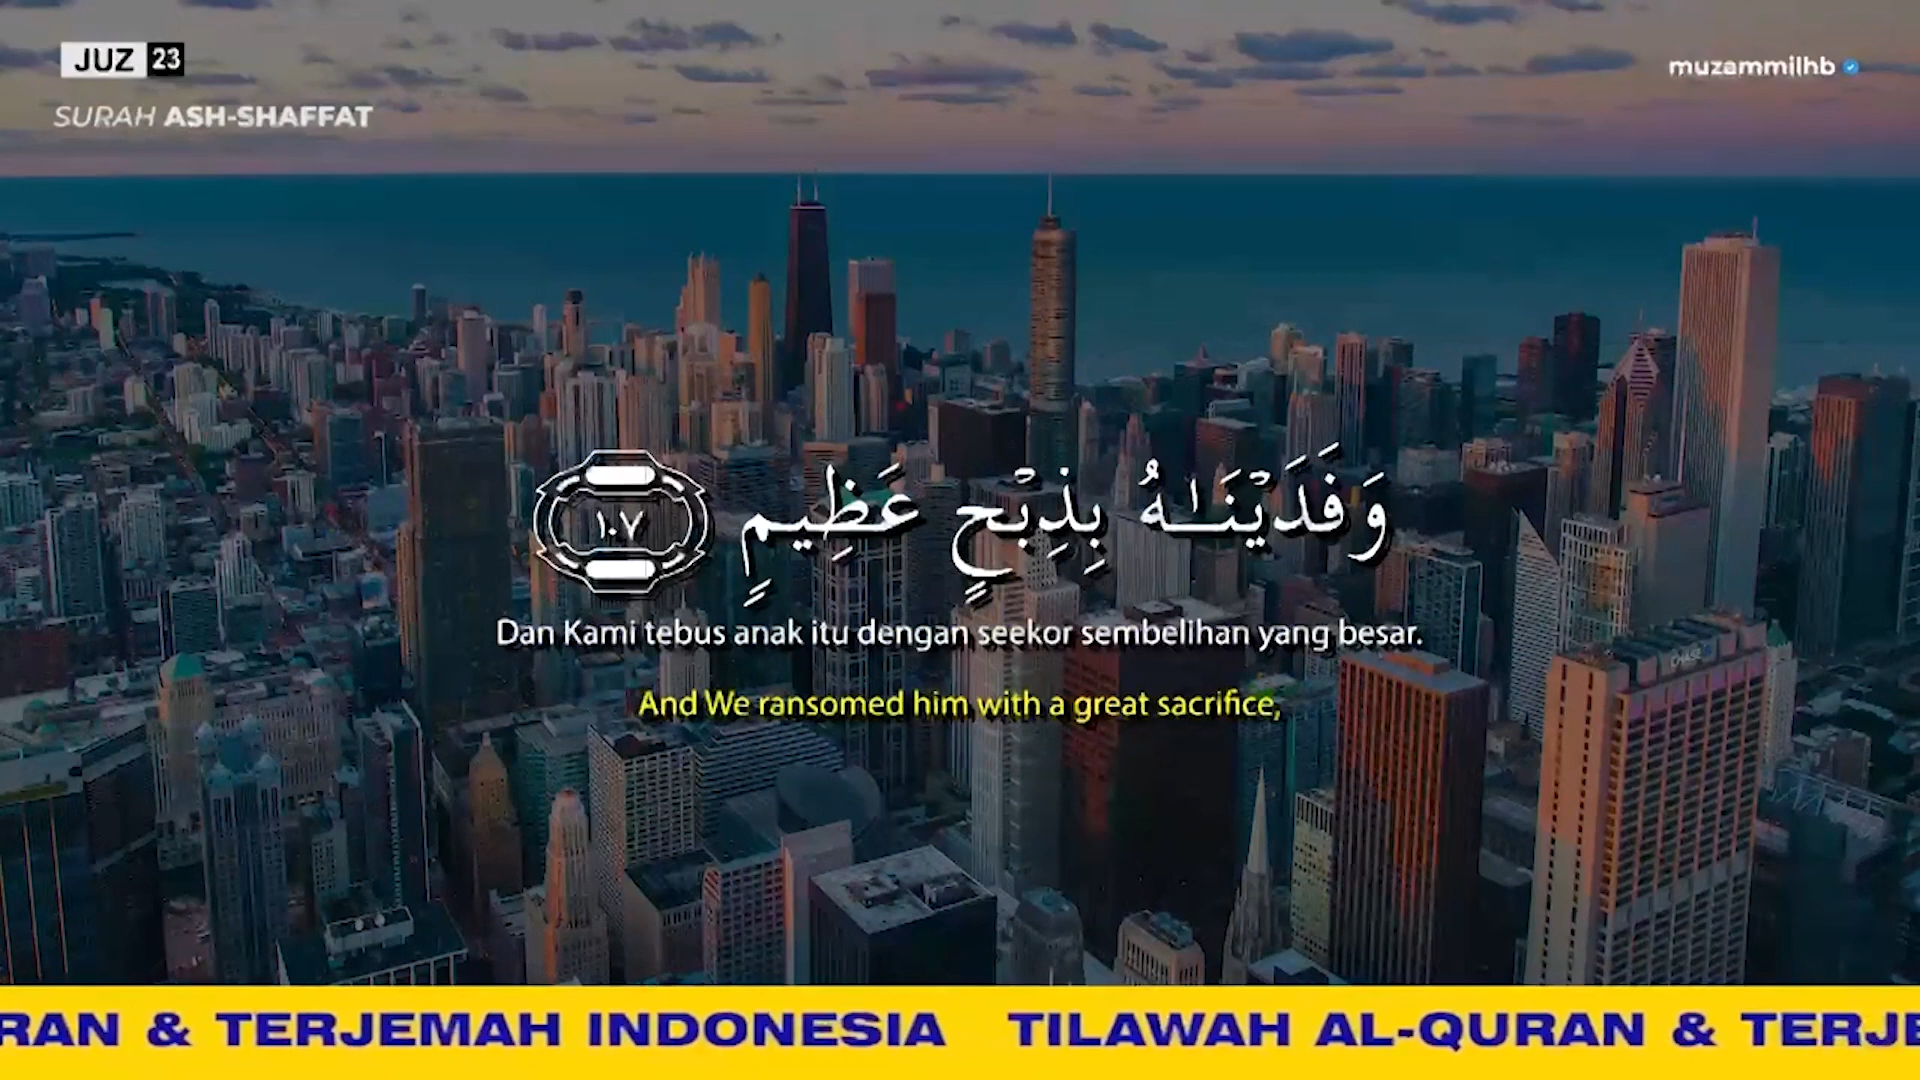 JUZ 23
muzammilhb
SURAH ASH-SHAFFAT
وَفَدَيْنَـٰهُ بِذِبْحٍ عَظِيمٍ ١٠٧
Dan Kami tebus anak itu dengan seekor sembelihan yang besar.
And We ransomed him with a great sacrifice,
CHASE
RAN & TERJEMAH INDONESIA TILAWAH AL-QURAN & TERJE